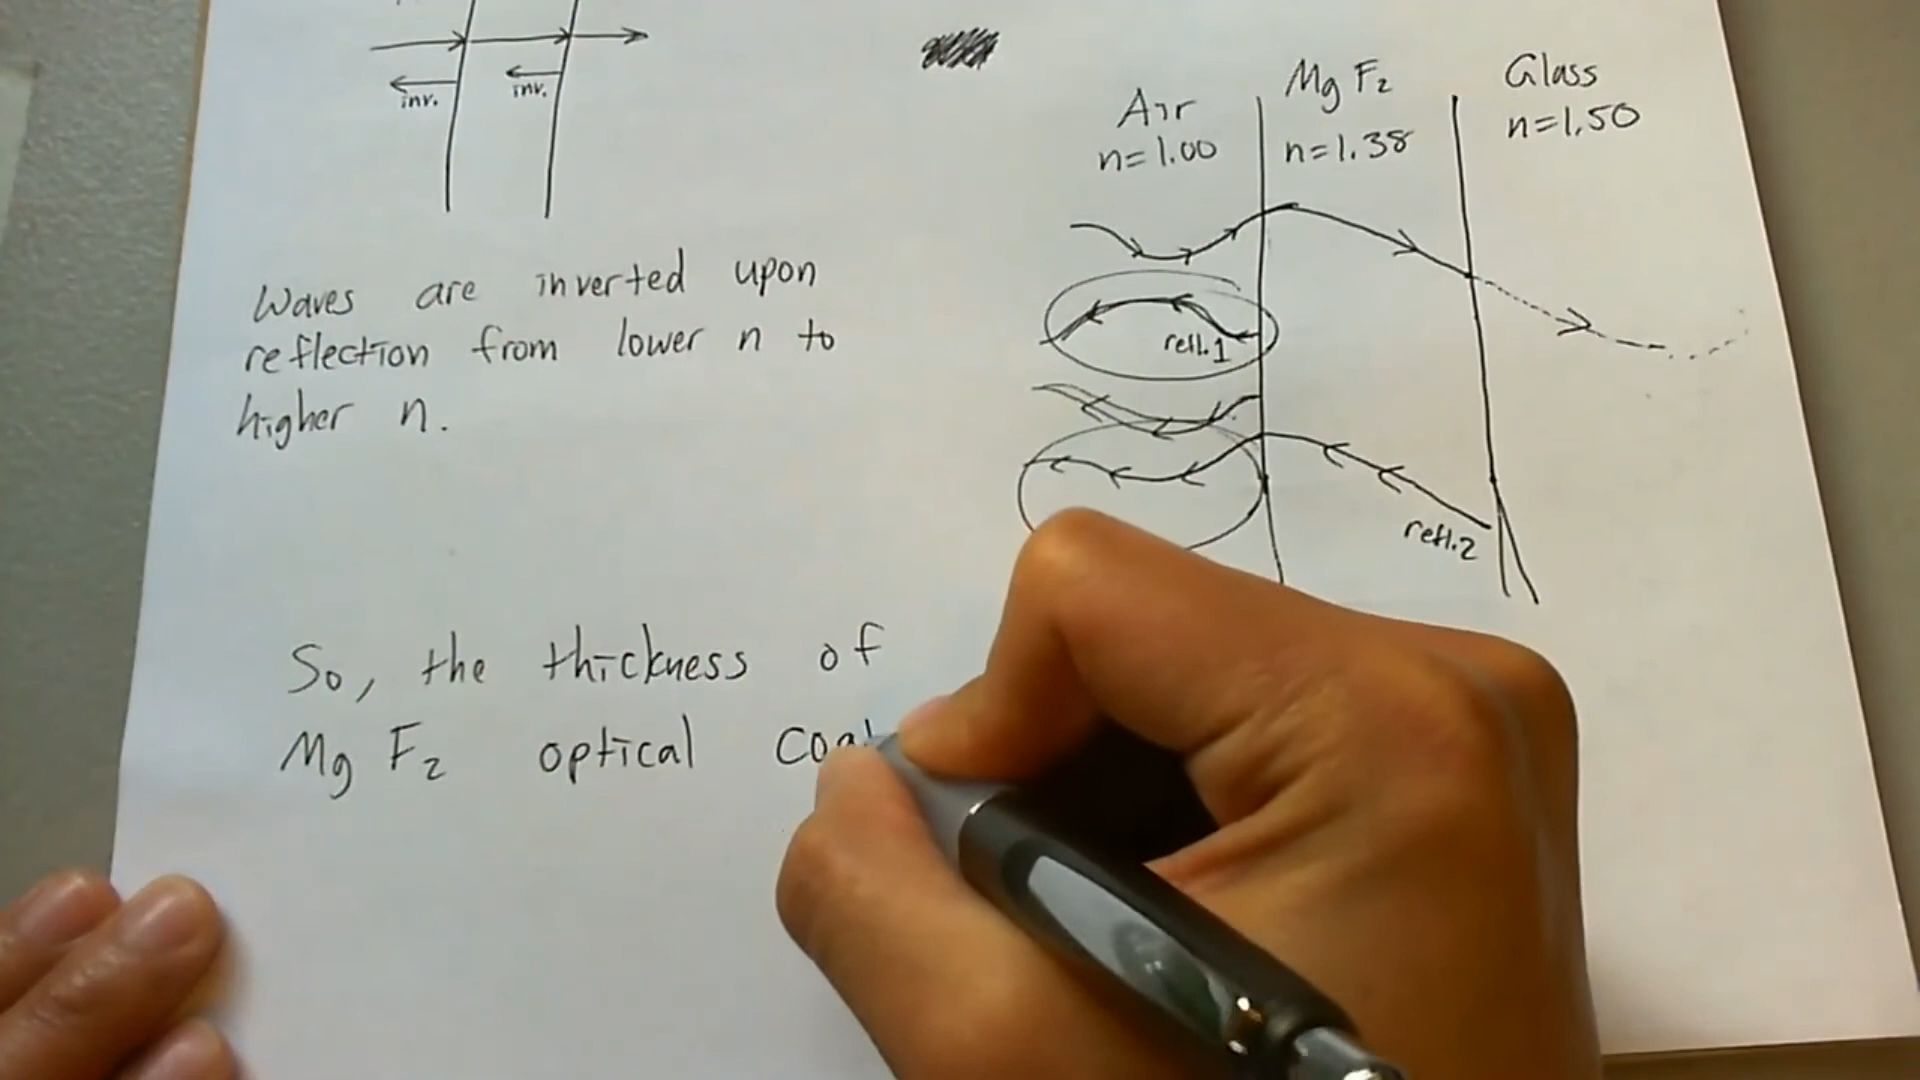 inv. inv.
Air
n=1.00
Mg F₂
n=1.38
Glass
n=1.50
refl.1
refl.2
Waves are inverted upon
reflection from lower n to
higher n.
So, the thickness of
Mg F₂ optical